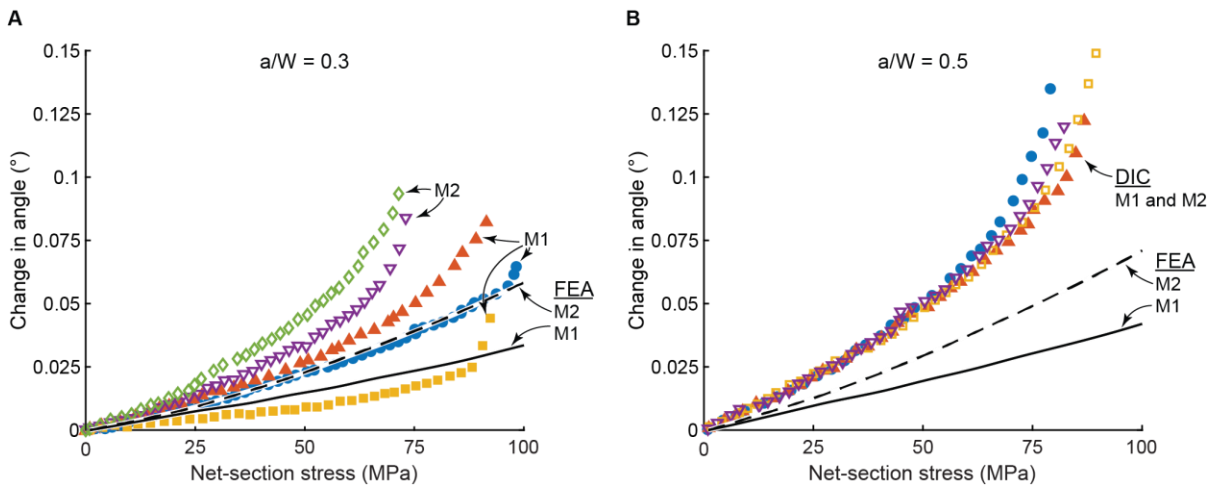 A
a/W = 0.3
0.15
0.125
0.1
0.075
0.05
0.025
0
Change in angle (°)
M2
M1
FEA
M2
M1
0
25
50
75
100
Net-section stress (MPa)
B
a/W = 0.5
0.15
0.125
0.1
0.075
0.05
0.025
0
Change in angle (°)
DIC
M1 and M2
FEA
M2
M1
0
25
50
75
100
Net-section stress (MPa)